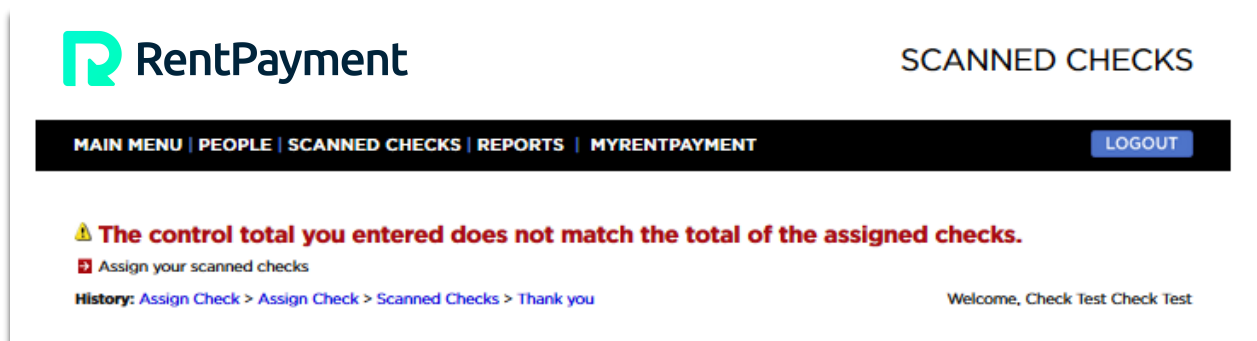 RentPayment
SCANNED CHECKS
MAIN MENU | PEOPLE | SCANNED CHECKS | REPORTS | MYRENTPAYMENT
LOGOUT
The control total you entered does not match the total of the assigned checks.
Assign your scanned checks
History: Assign Check > Assign Check > Scanned Checks > Thank you
Welcome, Check Test Check Test